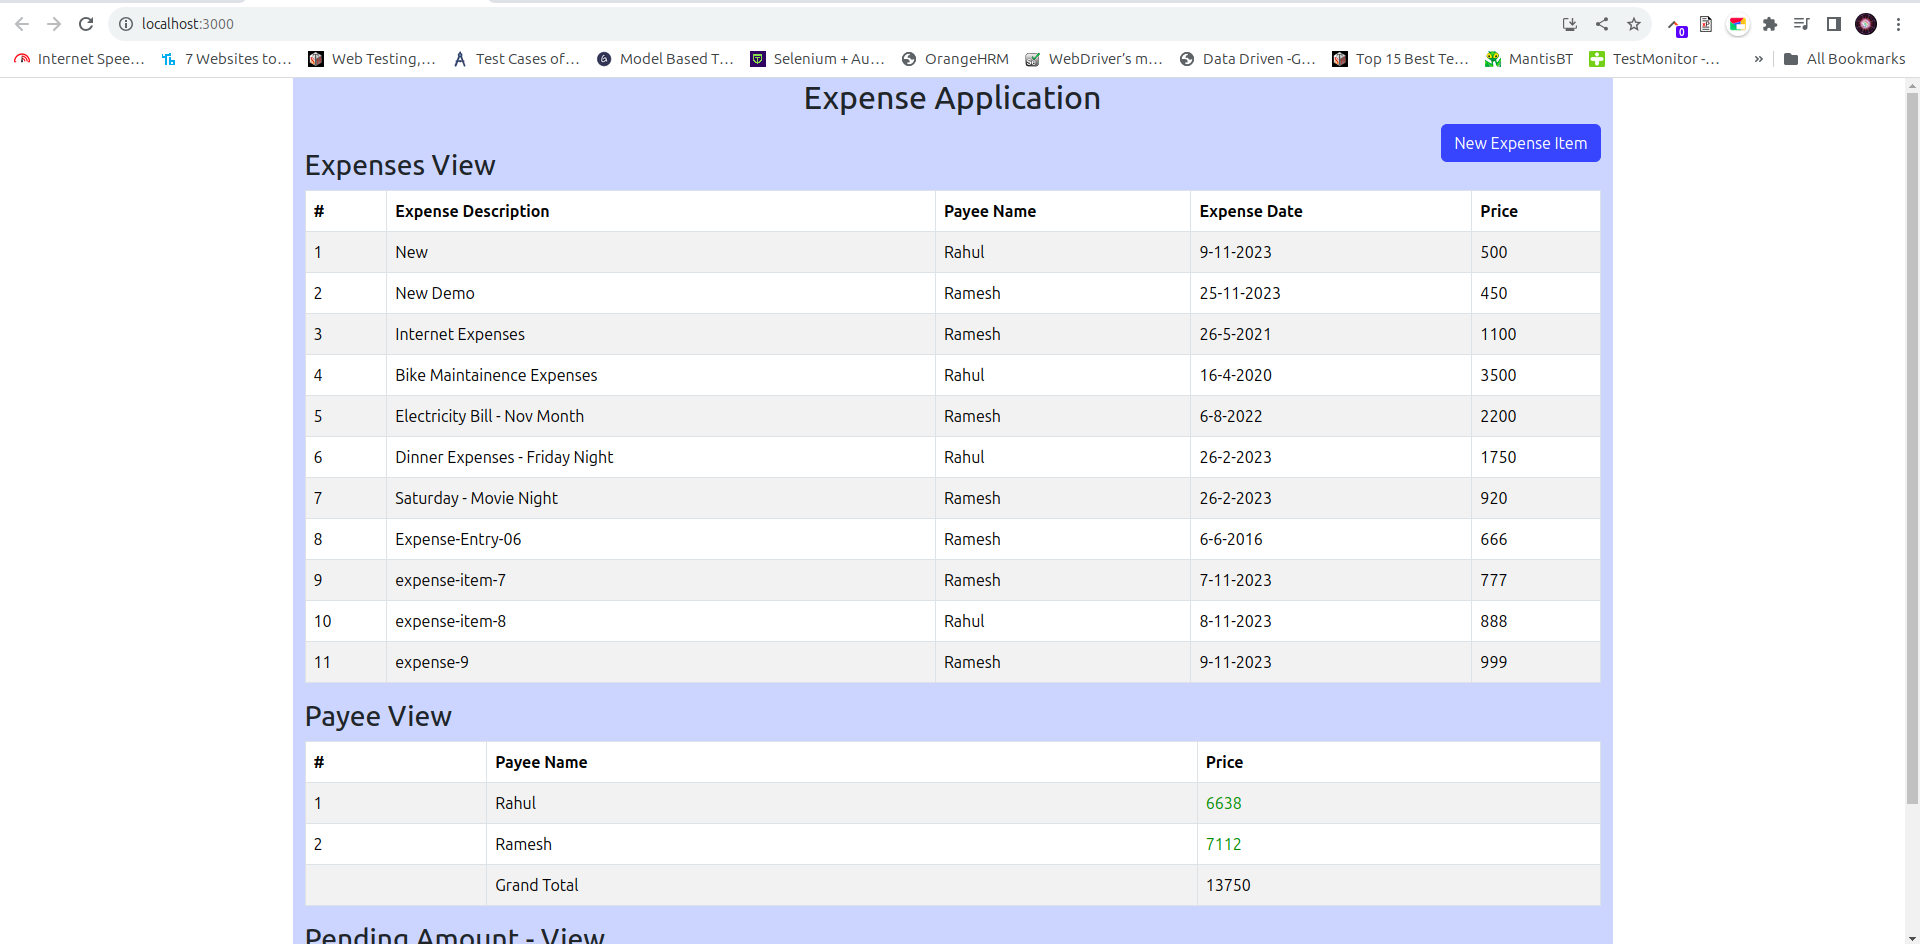 localhost:3000
0
Internet Spee...
7 Websites to...
Web Testing,...
Test Cases of...
Model Based T...
Selenium + Au...
OrangeHRM
WebDriver's m...
Data Driven -G...
Top 15 Best Te...
MantisBT
TestMonitor -...
»
All Bookmarks
Expense Application
New Expense Item
Expenses View
# Expense Description Payee Name Expense Date Price
1 New Rahul 9-11-2023 500
2 New Demo Ramesh 25-11-2023 450
3 Internet Expenses Ramesh 26-5-2021 1100
4 Bike Maintainence Expenses Rahul 16-4-2020 3500
5 Electricity Bill - Nov Month Ramesh 6-8-2022 2200
6 Dinner Expenses - Friday Night Rahul 26-2-2023 1750
7 Saturday - Movie Night Ramesh 26-2-2023 920
8 Expense-Entry-06 Ramesh 6-6-2016 666
9 expense-item-7 Ramesh 7-11-2023 777
10 expense-item-8 Rahul 8-11-2023 888
11 expense-9 Ramesh 9-11-2023 999
Payee View
# Payee Name Price
1 Rahul 6638
2 Ramesh 7112
Grand Total 13750
Pending Amount - View